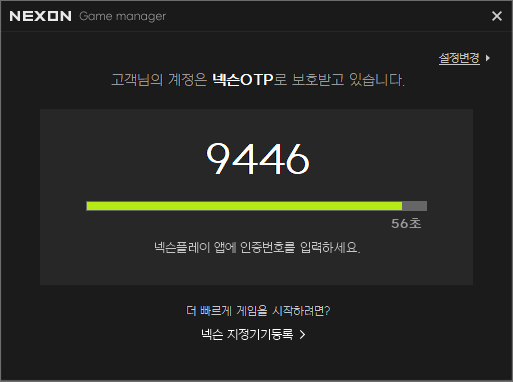 NEXON Game manager
설정변경
고객님의 계정은 넥슨OTP로 보호받고 있습니다.
9446
56초
넥슨플레이 앱에 인증번호를 입력하세요.
더 빠르게 게임을 시작하려면?
넥슨 지정기기등록 >